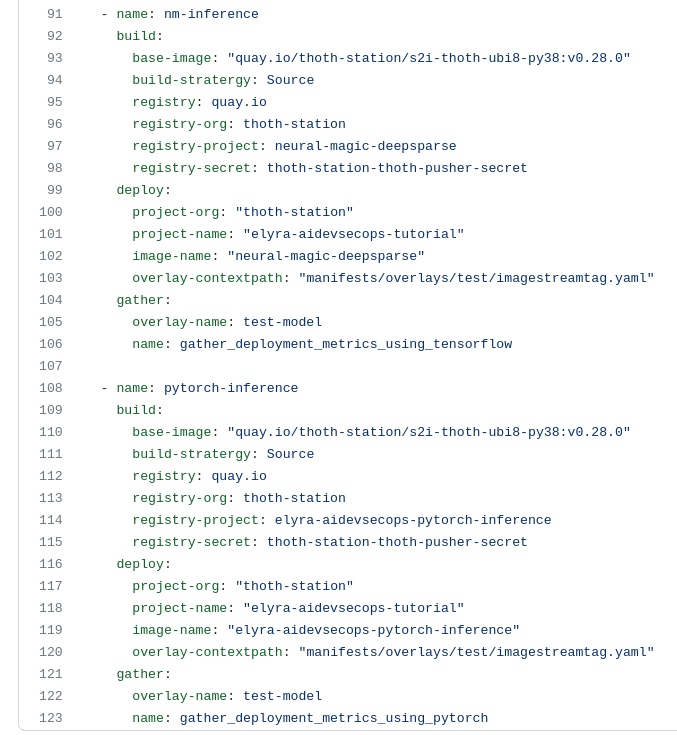 91 - name: nm-inference
92 build:
93 base-image: "quay.io/thoth-station/s2i-thoth-ubi8-py38:v0.28.0"
94 build-stratergy: Source
95 registry: quay.io
96 registry-org: thoth-station
97 registry-project: neural-magic-deepsparse
98 registry-secret: thoth-station-thoth-pusher-secret
99 deploy:
100 project-org: "thoth-station"
101 project-name: "elyra-aidevsecops-tutorial"
102 image-name: "neural-magic-deepsparse"
103 overlay-contextpath: "manifests/overlays/test/imagestreamtag.yaml"
104 gather:
105 overlay-name: test-model
106 name: gather_deployment_metrics_using_tensorflow
107
108 - name: pytorch-inference
109 build:
110 base-image: "quay.io/thoth-station/s2i-thoth-ubi8-py38:v0.28.0"
111 build-stratergy: Source
112 registry: quay.io
113 registry-org: thoth-station
114 registry-project: elyra-aidevsecops-pytorch-inference
115 registry-secret: thoth-station-thoth-pusher-secret
116 deploy:
117 project-org: "thoth-station"
118 project-name: "elyra-aidevsecops-tutorial"
119 image-name: "elyra-aidevsecops-pytorch-inference"
120 overlay-contextpath: "manifests/overlays/test/imagestreamtag.yaml"
121 gather:
122 overlay-name: test-model
123 name: gather_deployment_metrics_using_pytorch